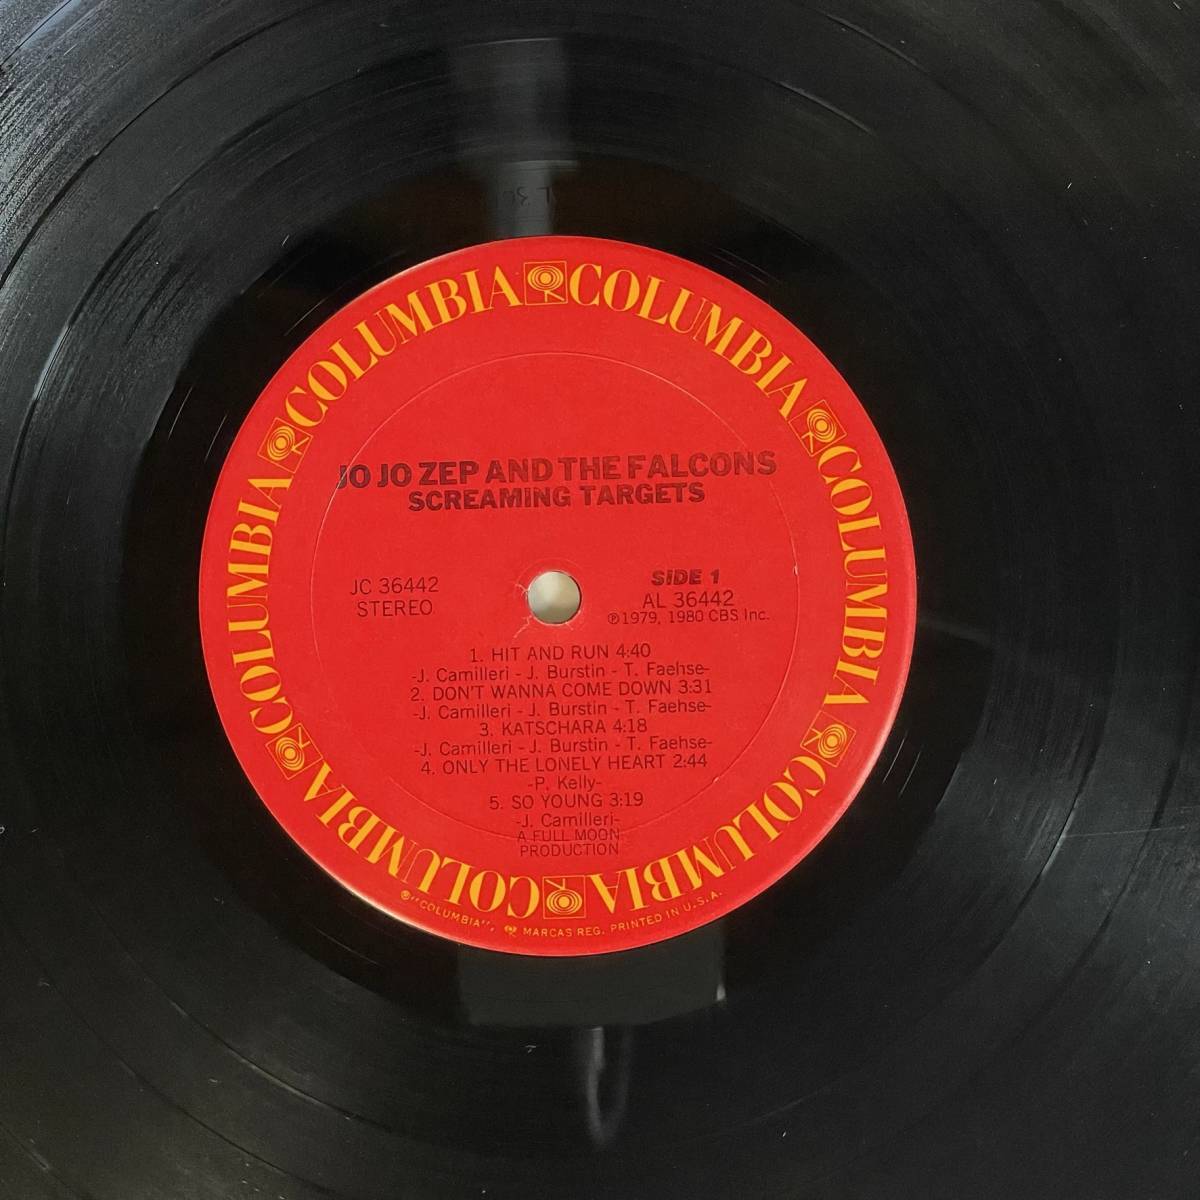 COLUMBIA COLUMBIA COLUMBIA COLUMBIA COLUMBIA COLUMBIA
JO JO ZEP AND THE FALCONS
SCREAMING TARGETS
JC 36442
STEREO
SIDE 1
AL 36442
℗1979, 1980 CBS Inc.
1. HIT AND RUN 4:40
-J. Camilleri - J. Burstin - T. Faehse-
2. DON'T WANNA COME DOWN 3:31
-J. Camilleri - J. Burstin - T. Faehse-
3. KATSCHARA 4:18
-J. Camilleri - J. Burstin - T. Faehse-
4. ONLY THE LONELY HEART 2:44
-P. Kelly-
5. SO YOUNG 3:19
-J. Camilleri-
A FULL MOON
PRODUCTION
®"COLUMBIA", MARCAS REG. PRINTED IN U.S.A.